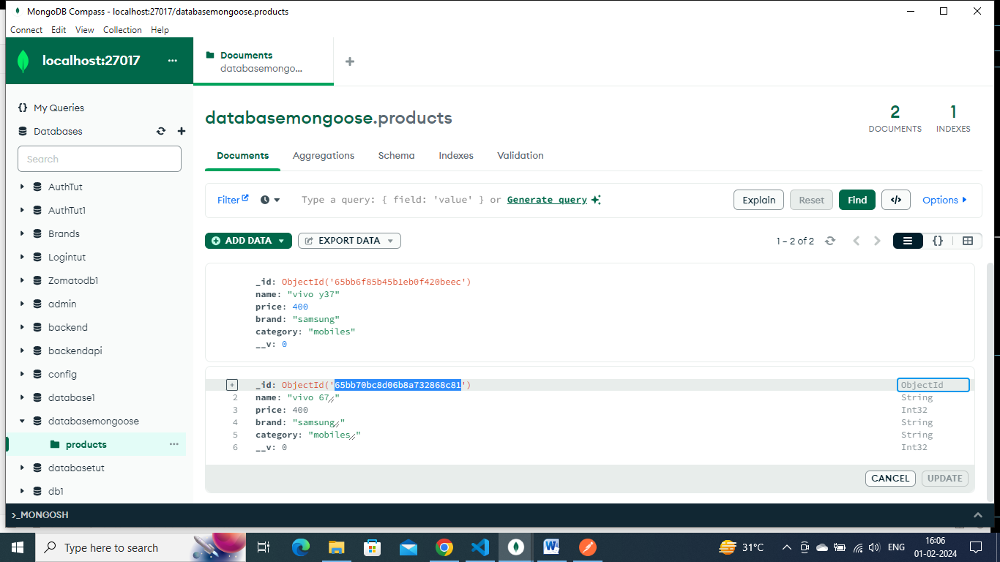 MongoDB Compass - localhost:27017/databasemongoose.products
Connect Edit View Collection Help
localhost:27017 ...
Documents
databasemongo...
{} My Queries
Databases
Search
AuthTut
AuthTut1
Brands
Logintut
Zomatodb1
admin
backend
backendapi
config
database1
databasemongoose
products ...
databasetut
db1
databasemongoose.products
2
DOCUMENTS
1
INDEXES
Documents Aggregations Schema Indexes Validation
Filter Type a query: { field: 'value' } or Generate query Explain Reset Find </> Options
ADD DATA EXPORT DATA 1 – 2 of 2 {}
_id: ObjectId('65bb6f85b45b1eb0f420beec')
name: "vivo y37"
price: 400
brand: "samsung"
category: "mobiles"
__v: 0
+ _id: ObjectId('65bb70bc8d06b8a732868c81') ObjectId
2 name: "vivo 67" String
3 price: 400 Int32
4 brand: "samsung" String
5 category: "mobiles" String
6 __v: 0 Int32
CANCEL UPDATE
>_MONGOSH
Type here to search 31°C ENG 16:06
01-02-2024